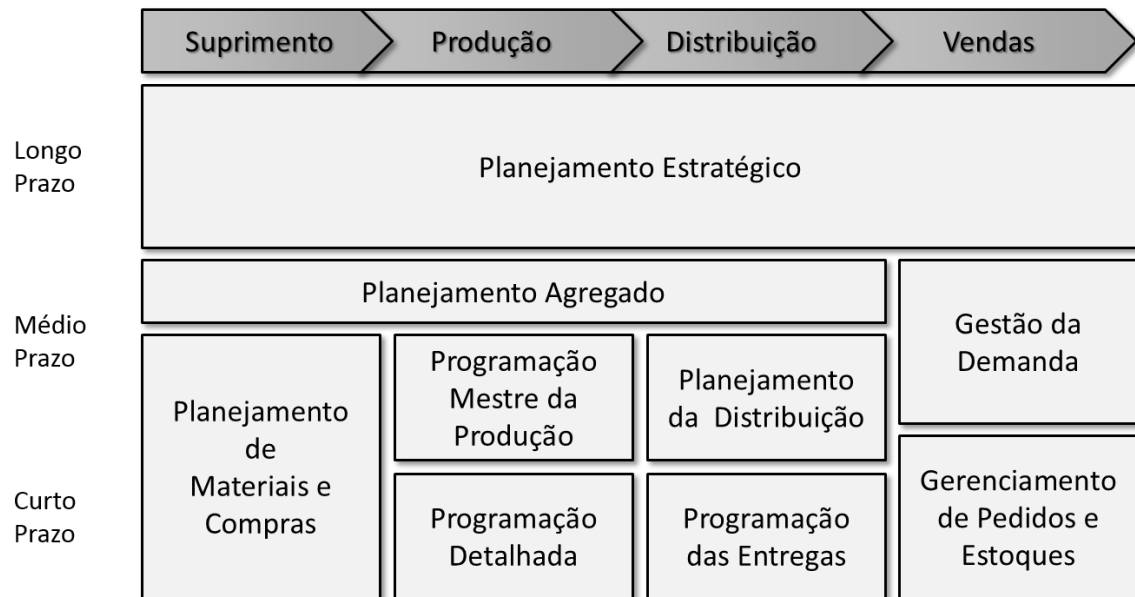 Suprimento
Produção
Distribuição
Vendas
Longo
Prazo
Planejamento Estratégico
Médio
Prazo
Planejamento Agregado
Gestão da
Demanda
Planejamento
de
Materiais e
Compras
Programação
Mestre da
Produção
Planejamento
da Distribuição
Curto
Prazo
Programação
Detalhada
Programação
das Entregas
Gerenciamento
de Pedidos e
Estoques